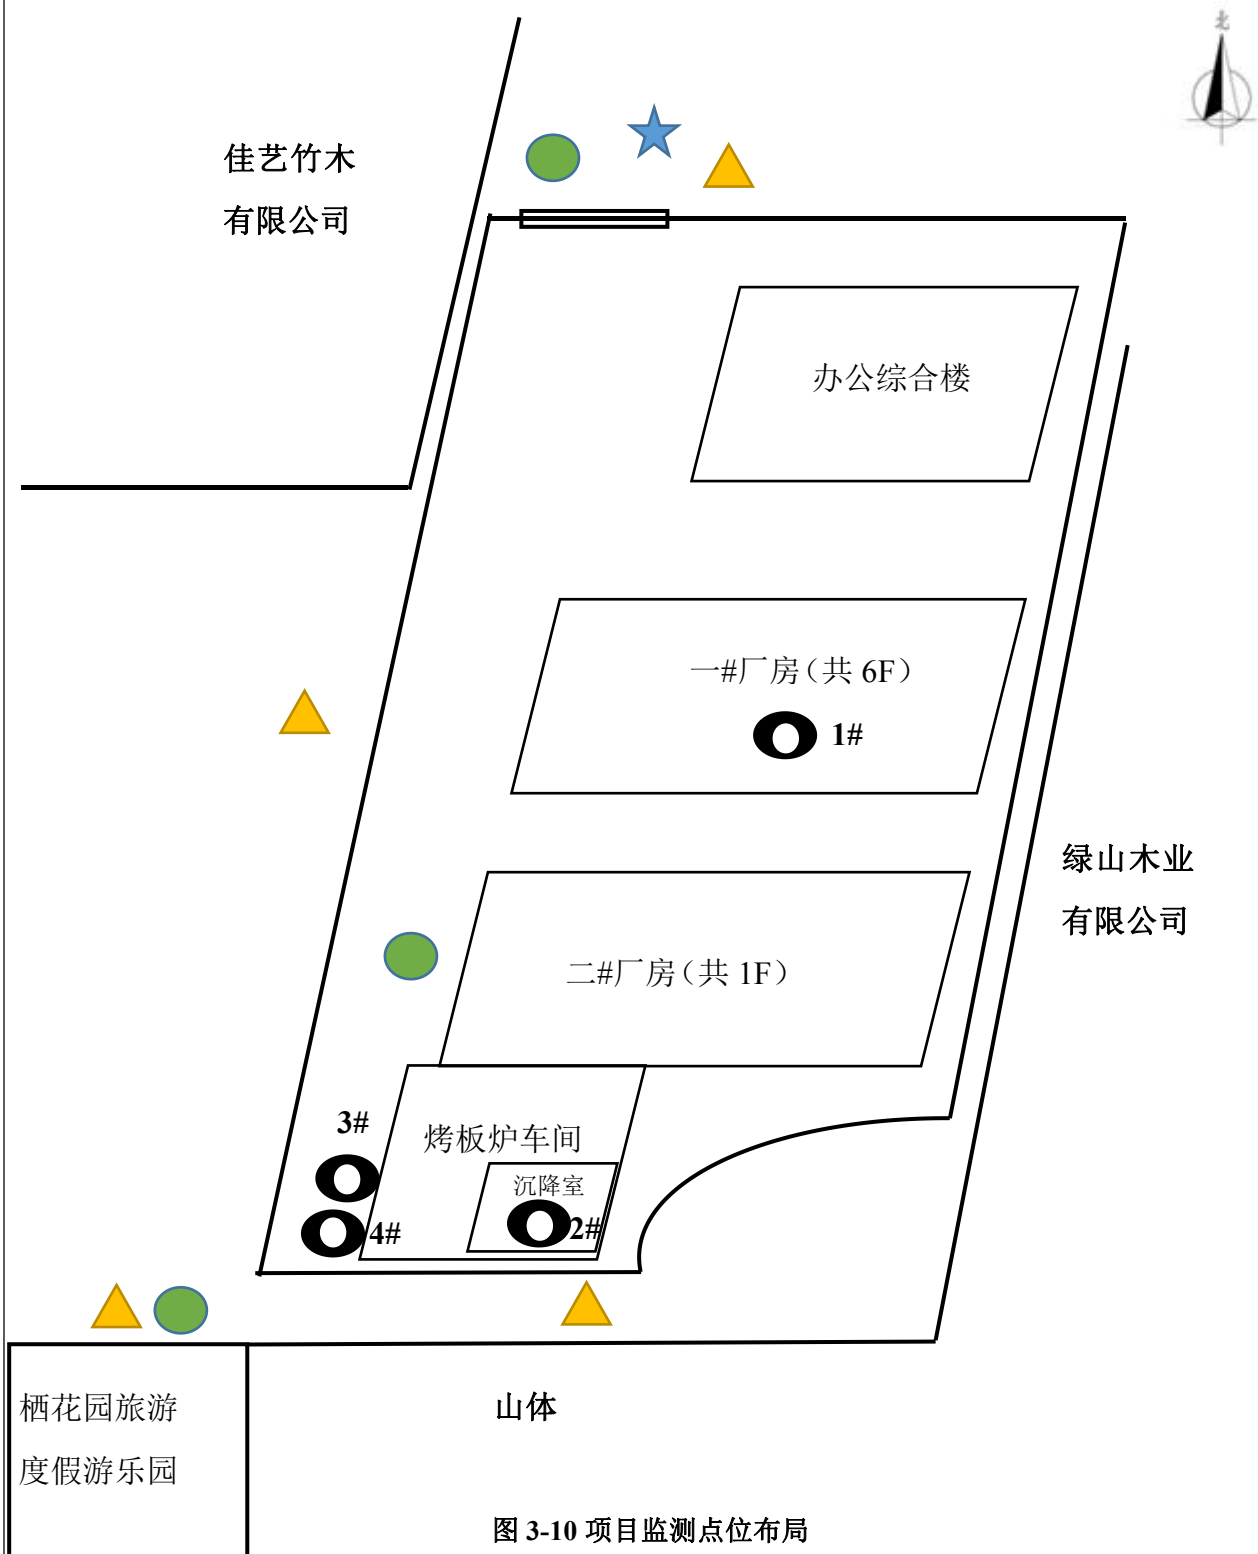 北
佳艺竹木
有限公司
办公综合楼
一#厂房（共 6F）
1#
绿山木业
有限公司
二#厂房（共 1F）
3#
烤板炉车间
沉降室
4#
2#
栖花园旅游
度假游乐园
山体
图 3-10 项目监测点位布局